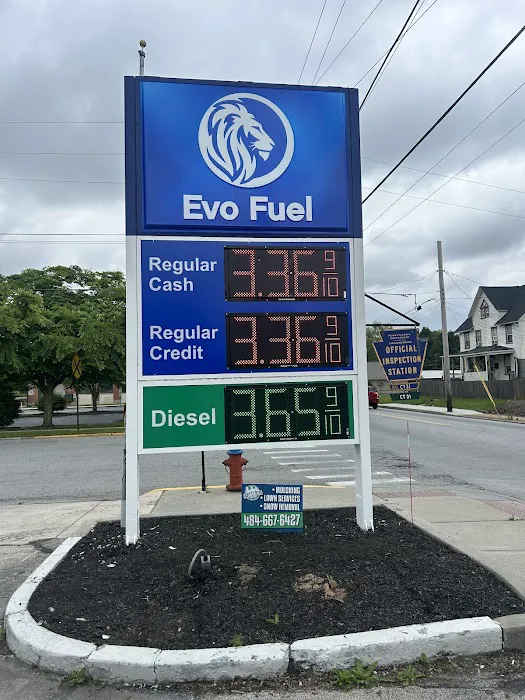 Evo Fuel
Regular
Cash
3.36 9/10
Regular
Credit
3.36 9/10
Diesel
3.65 9/10
OFFICIAL
INSPECTION
STATION
• MULCHING
• LAWN SERVICES
• SNOW REMOVAL
484-667-6427